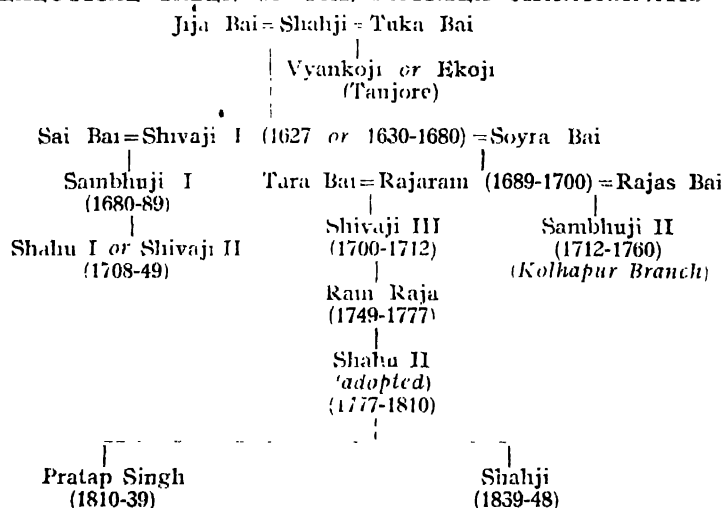 Jija Bai = Shahji = Tuka Bai
Vyankoji or Ekoji
(Tanjore)
Sai Bai = Shivaji I (1627 or 1630-1680) = Soyra Bai
Sambhuji I Tara Bai = Rajaram (1689-1700) = Rajas Bai
(1680-89)
Shivaji III Sambhuji II
Shahu I or Shivaji II (1700-1712) (1712-1760)
(1708-49) (Kolhapur Branch)
Ram Raja
(1749-1777)
Shahu II
(adopted)
(1777-1810)
Pratap Singh Shahji
(1810-39) (1839-48)